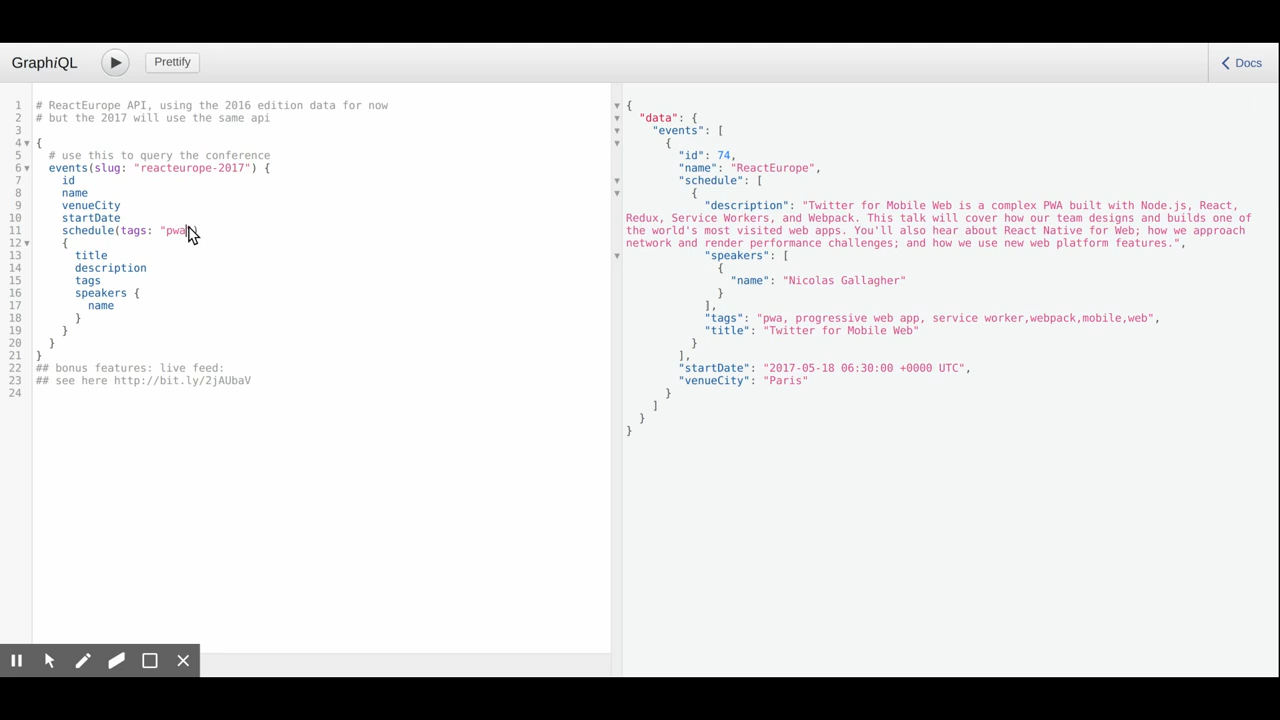 GraphiQL
Prettify
Docs
1 # ReactEurope API, using the 2016 edition data for now
2 # but the 2017 will use the same api
3
4 {
5 # use this to query the conference
6 events(slug: "reacteurope-2017") {
7 id
8 name
9 venueCity
10 startDate
11 schedule(tags: "pwa
12 {
13 title
14 description
15 tags
16 speakers {
17 name
18 }
19 }
20 }
21 }
22 ## bonus features: live feed:
23 ## see here http://bit.ly/2jAUbaV
24
{
"data": {
"events": [
{
"id": 74,
"name": "ReactEurope",
"schedule": [
{
"description": "Twitter for Mobile Web is a complex PWA built with Node.js, React,
Redux, Service Workers, and Webpack. This talk will cover how our team designs and builds one of
the world's most visited web apps. You'll also hear about React Native for Web; how we approach
network and render performance challenges; and how we use new web platform features.",
"speakers": [
{
"name": "Nicolas Gallagher"
}
],
"tags": "pwa, progressive web app, service worker,webpack,mobile,web",
"title": "Twitter for Mobile Web"
}
],
"startDate": "2017-05-18 06:30:00 +0000 UTC",
"venueCity": "Paris"
}
]
}
}